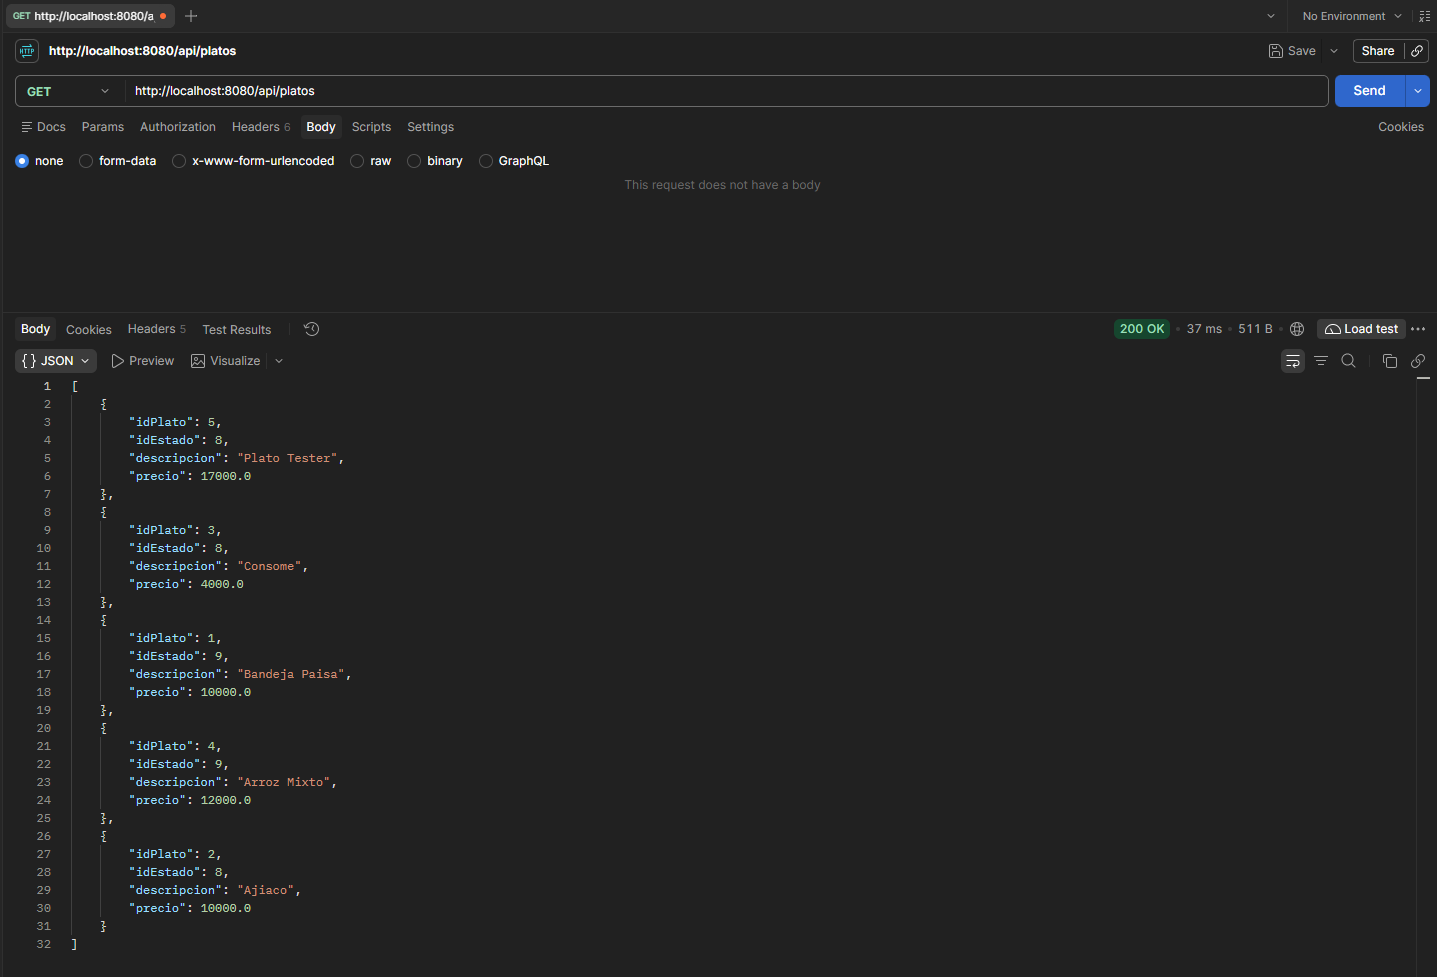 GET http://localhost:8080/a
No Environment
HTTP http://localhost:8080/api/platos
Save
Share
GET http://localhost:8080/api/platos
Send
Docs Params Authorization Headers 6 Body Scripts Settings Cookies
none form-data x-www-form-urlencoded raw binary GraphQL
This request does not have a body
Body Cookies Headers 5 Test Results
200 OK • 37 ms • 511 B •
Load test
{} JSON Preview Visualize
1 [
2 {
3 "idPlato": 5,
4 "idEstado": 8,
5 "descripcion": "Plato Tester",
6 "precio": 17000.0
7 },
8 {
9 "idPlato": 3,
10 "idEstado": 8,
11 "descripcion": "Consome",
12 "precio": 4000.0
13 },
14 {
15 "idPlato": 1,
16 "idEstado": 9,
17 "descripcion": "Bandeja Paisa",
18 "precio": 10000.0
19 },
20 {
21 "idPlato": 4,
22 "idEstado": 9,
23 "descripcion": "Arroz Mixto",
24 "precio": 12000.0
25 },
26 {
27 "idPlato": 2,
28 "idEstado": 8,
29 "descripcion": "Ajiaco",
30 "precio": 10000.0
31 }
32 ]